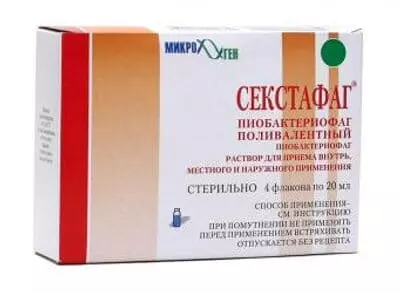 МИКРОГЕН
СЕКСТАФАГ®
ПИОБАКТЕРИОФАГ
ПОЛИВАЛЕНТНЫЙ
ПИОБАКТЕРИОФАГ
РАСТВОР ДЛЯ ПРИЕМА ВНУТРЬ,
МЕСТНОГО И НАРУЖНОГО ПРИМЕНЕНИЯ
СТЕРИЛЬНО 4 флакона по 20 мл
СПОСОБ ПРИМЕНЕНИЯ-
СМ. ИНСТРУКЦИЮ
ПРИ ПОМУТНЕНИИ НЕ ПРИМЕНЯТЬ
ПЕРЕД ПРИМЕНЕНИЕМ ВСТРЯХИВАТЬ
ОТПУСКАЕТСЯ БЕЗ РЕЦЕПТА